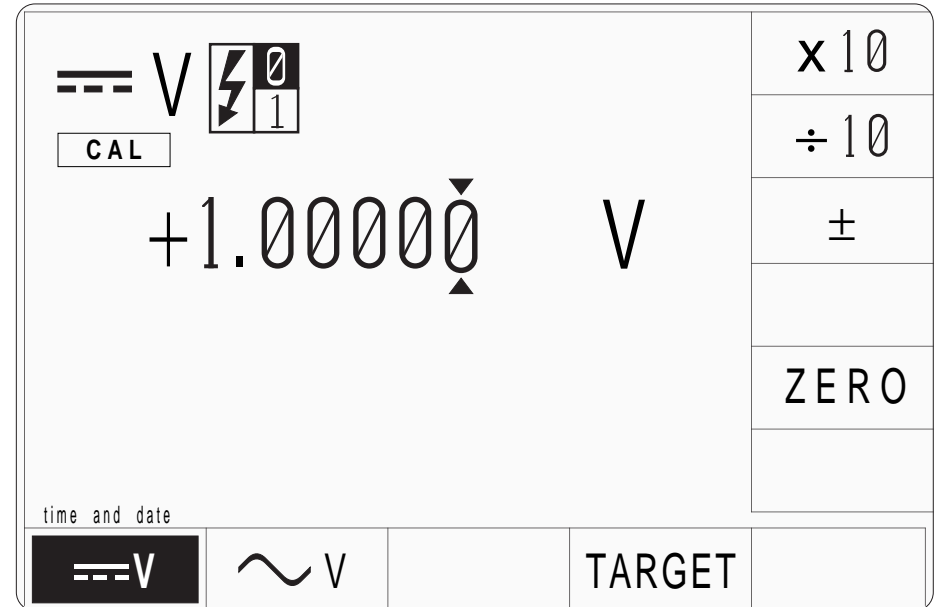 ⎓ V 0
1
CAL
+1.00000 V
x10
÷10
±
ZERO
time and date
⎓V
∿ V
TARGET